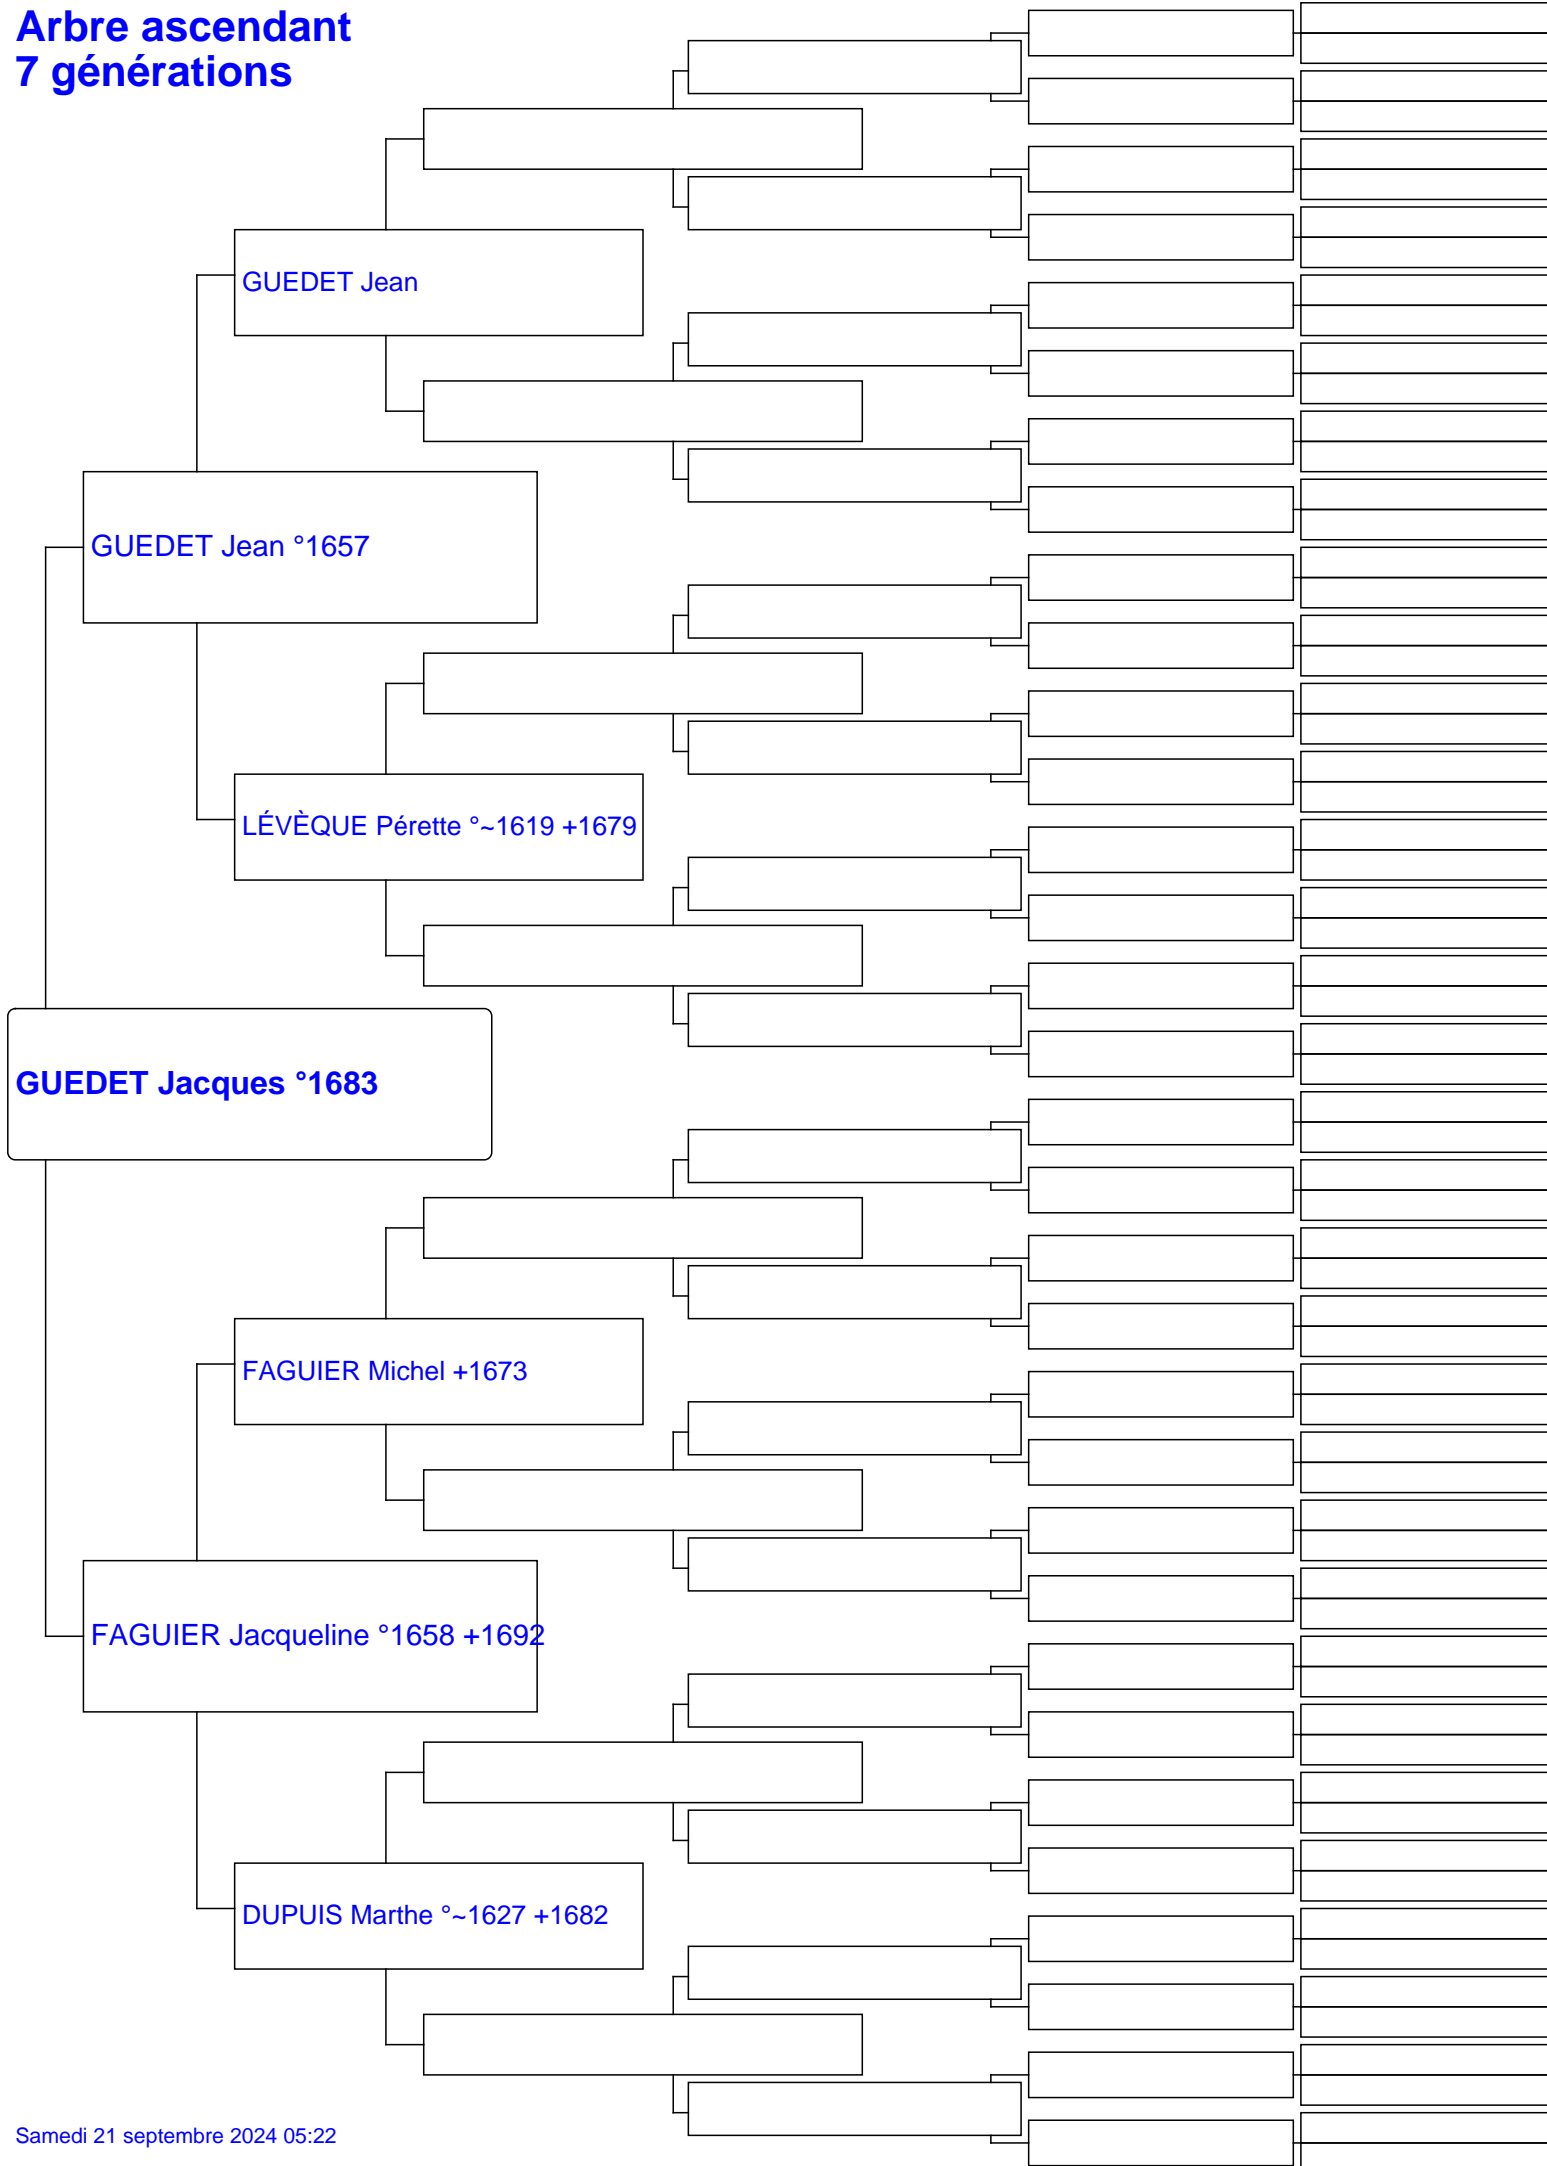 Arbre ascendant
7 générations
GUEDET Jean
GUEDET Jean °1657
LÉVÈQUE Pérette °~1619 +1679
GUEDET Jacques °1683
FAGUIER Michel +1673
FAGUIER Jacqueline °1658 +1692
DUPUIS Marthe °~1627 +1682
Samedi 21 septembre 2024 05:22